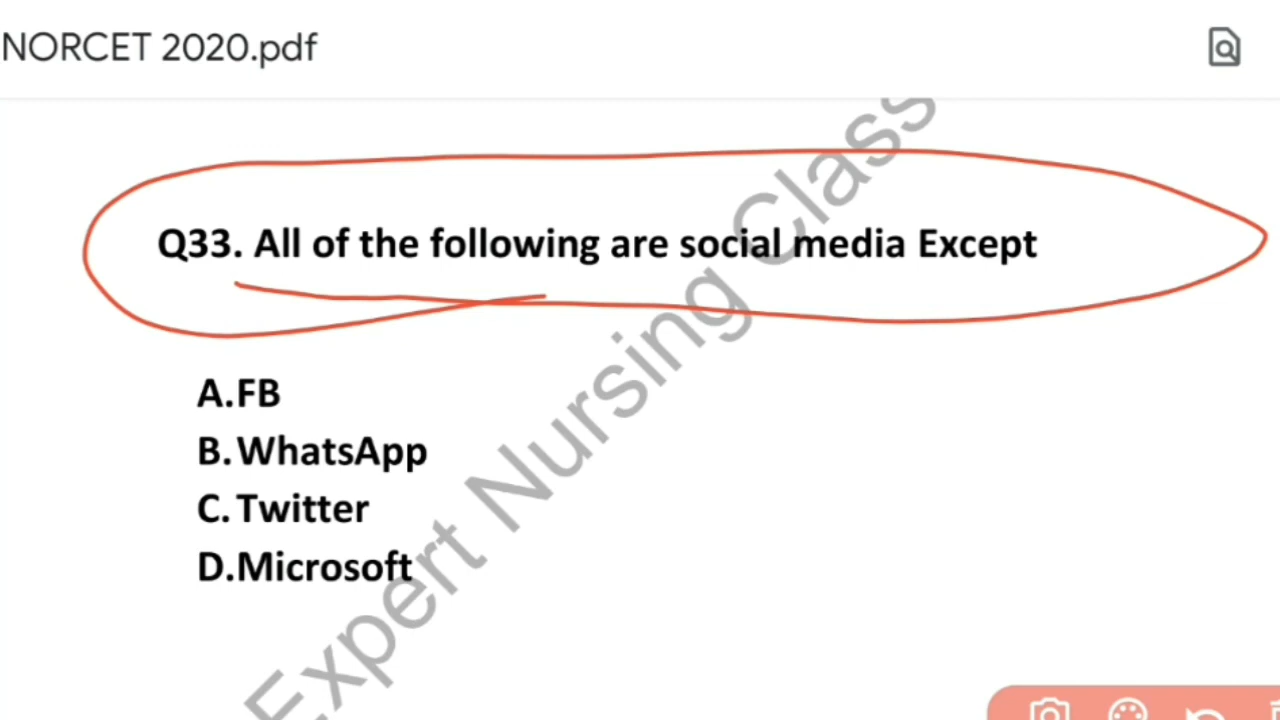 NORCET 2020.pdf
Q33. All of the following are social media Except
A.FB
B.WhatsApp
C.Twitter
D.Microsoft
Expert Nursing Class